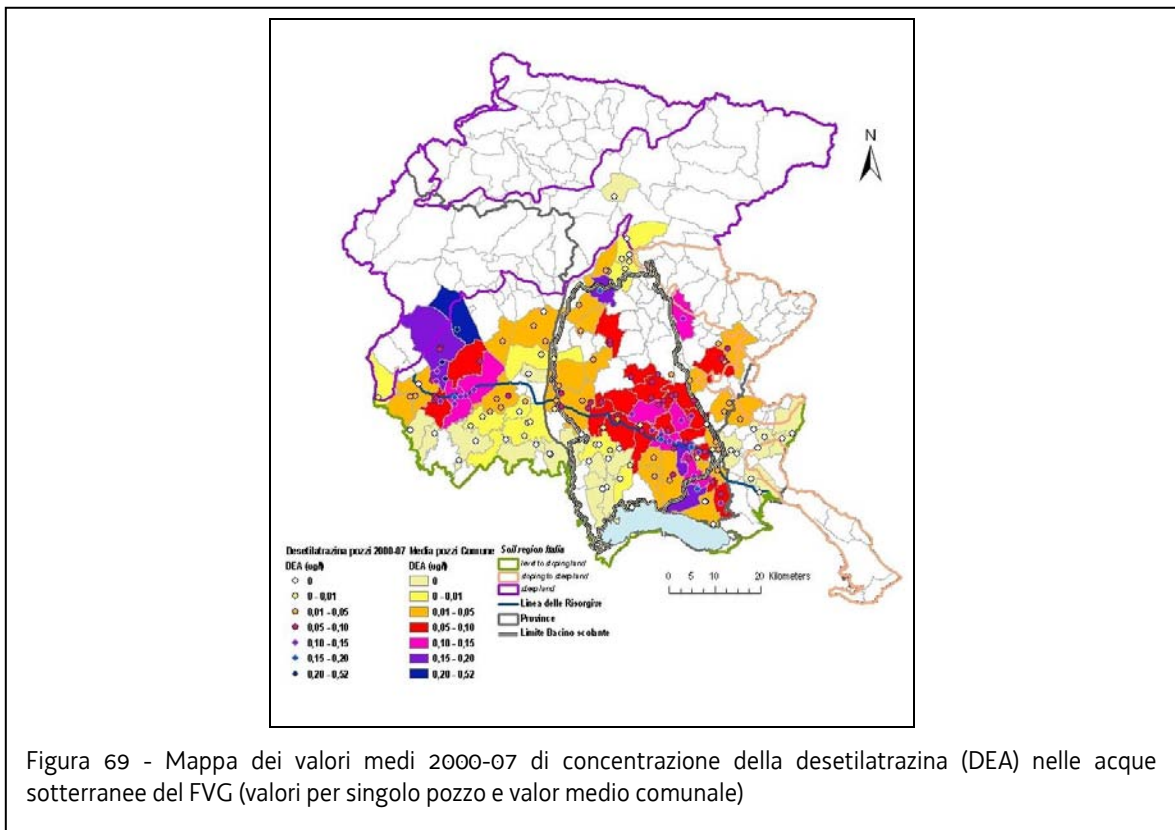 N
Desetilatrazina pozzi 2000-07
DEA (ug/l)
0
0 - 0,01
0,01 - 0,05
0,05 - 0,10
0,10 - 0,15
0,15 - 0,20
0,20 - 0,52
Media pozzi Comune
DEA (ug/l)
0
0 - 0,01
0,01 - 0,05
0,05 - 0,10
0,10 - 0,15
0,15 - 0,20
0,20 - 0,52
Soil region Italia
level to sloping land
sloping to steep land
steep land
Linea delle Risorgive
Province
Limite Bacino scolante
0 5 10 20 Kilometers
Figura 69 - Mappa dei valori medi 2000-07 di concentrazione della desetilatrazina (DEA) nelle acque
sotterranee del FVG (valori per singolo pozzo e valor medio comunale)